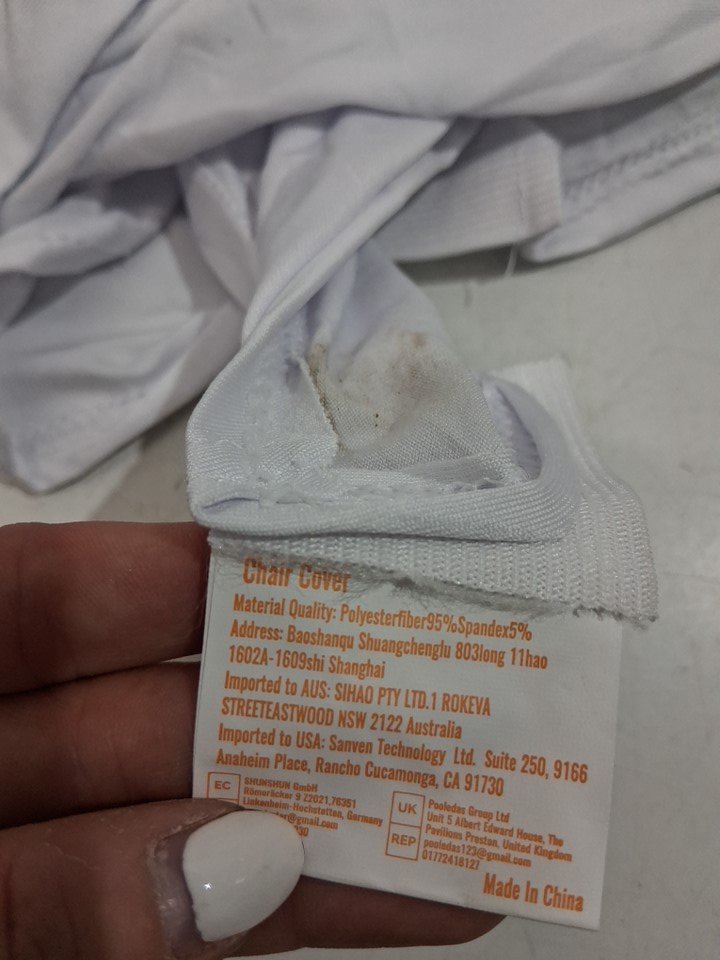 Chair Cover
Material Quality: Polyesterfiber95%Spandex5%
Address: Baoshanqu Shuangchenglu 803long 11hao
1602A-1609shi Shanghai
Imported to AUS: SIHAO PTY LTD.1 ROKEVA
STREETEASTWOOD NSW 2122 Australia
Imported to USA: Sanven Technology Ltd. Suite 250, 9166
Anaheim Place, Rancho Cucamonga, CA 91730
EC
SHUNSHUN GmbH
Römeräcker 9 Z2021,76351
Linkenheim-Hochstetten, Germany
@gmail.com
UK
REP
Pooledas Group Ltd
Unit 5 Albert Edward House, The
Pavilions Preston, United Kingdom
pooledas123@gmail.com
01772418127
Made In China